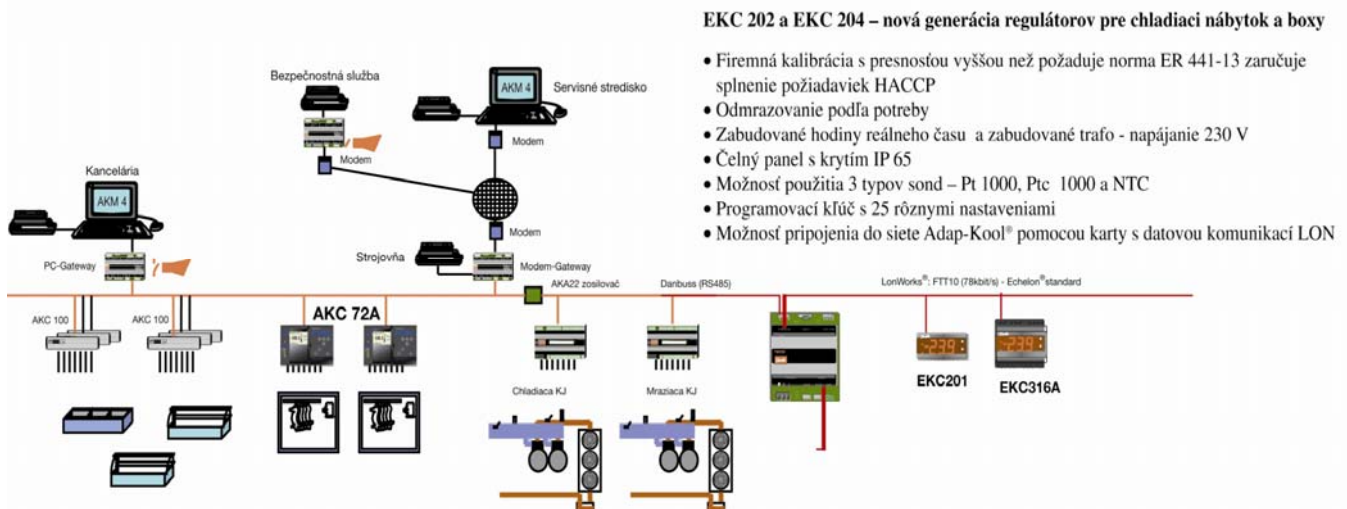 EKC 202 a EKC 204 – nová generácia regulátorov pre chladiaci nábytok a boxy
• Firemná kalibrácia s presnosťou vyššou než požaduje norma ER 441-13 zaručuje
splnenie požiadaviek HACCP
• Odmrazovanie podľa potreby
• Zabudované hodiny reálneho času a zabudované trafo - napájanie 230 V
• Čelný panel s krytím IP 65
• Možnosť použitia 3 typov sond – Pt 1000, Ptc 1000 a NTC
• Programovací kľúč s 25 rôznymi nastaveniami
• Možnosť pripojenia do siete Adap-Kool® pomocou karty s datovou komunikací LON
Bezpečnostná služba
AKM 4
Servisné stredisko
Modem
Modem
Kancelária
AKM 4
Modem
Strojovňa
PC-Gateway
Modem-Gateway
AKA22 zosilovač
Danbuss (RS485)
LonWorks®: FTT10 (78kbit/s) - Echelon®standard
AKC 100
AKC 100
AKC 72A
-239
-239
EKC201
EKC316A
Chladiaca KJ
Mraziaca KJ